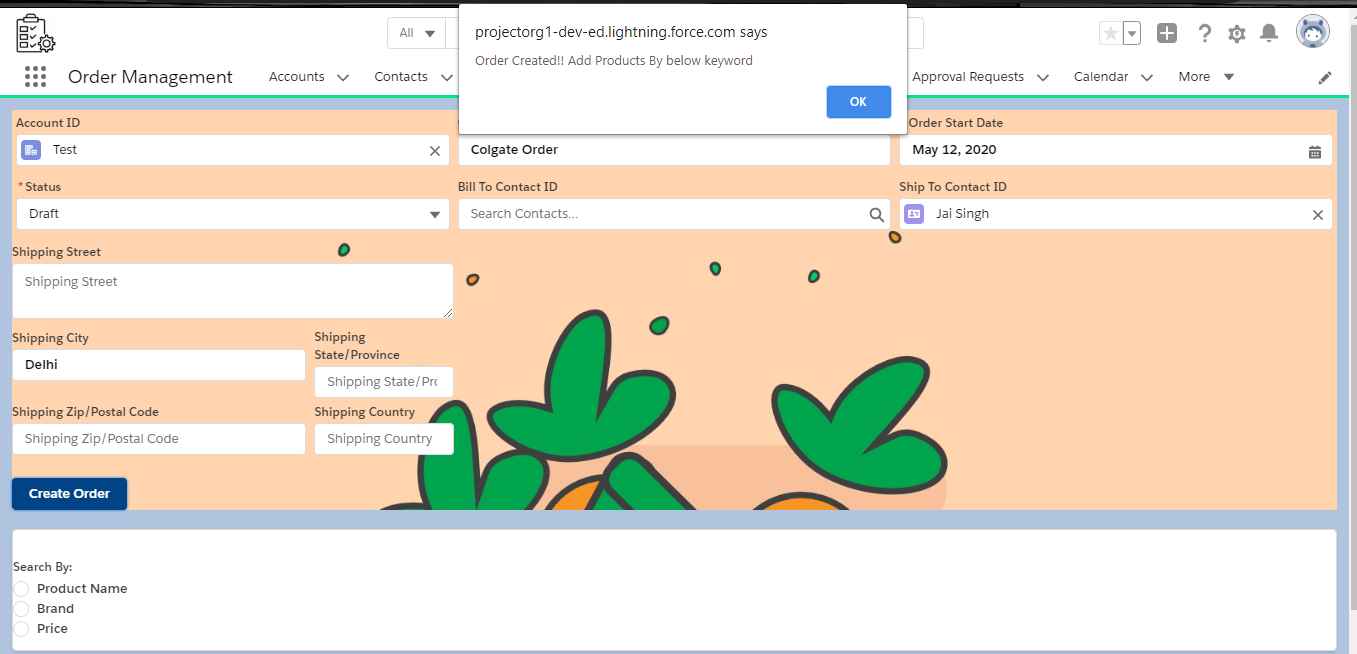 All
projectorg1-dev-ed.lightning.force.com says
Order Created!! Add Products By below keyword
OK
Order Management
Accounts
Contacts
Approval Requests
Calendar
More
Account ID
Order Start Date
Test
Colgate Order
May 12, 2020
* Status
Bill To Contact ID
Ship To Contact ID
Draft
Search Contacts...
Jai Singh
Shipping Street
Shipping Street
Shipping City
Shipping
State/Province
Delhi
Shipping State/Pro
Shipping Zip/Postal Code
Shipping Country
Shipping Zip/Postal Code
Shipping Country
Create Order
Search By:
Product Name
Brand
Price